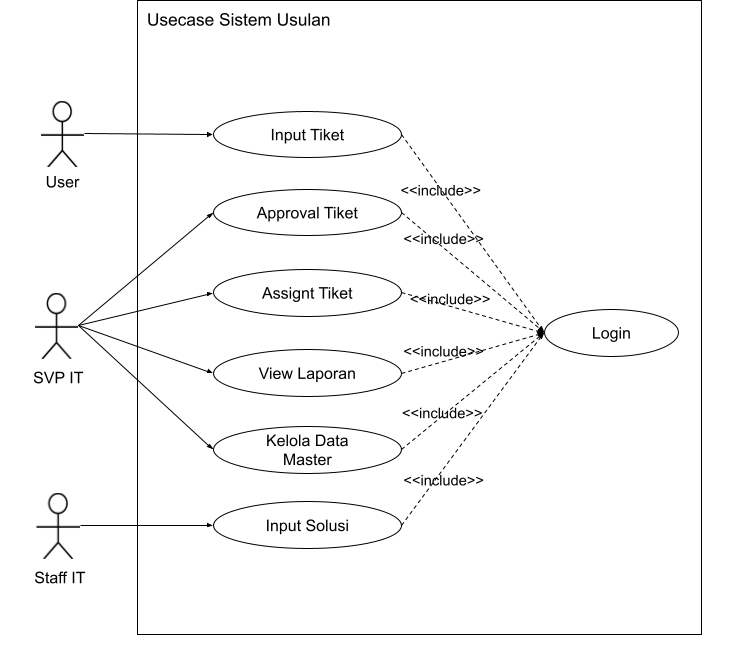 Usecase Sistem Usulan
Input Tiket
User
<<include>>
Approval Tiket
<<include>>
Assignt Tiket
<<include>>
Login
SVP IT
View Laporan
<<include>>
<<include>>
Kelola Data
Master
<<include>>
Input Solusi
Staff IT